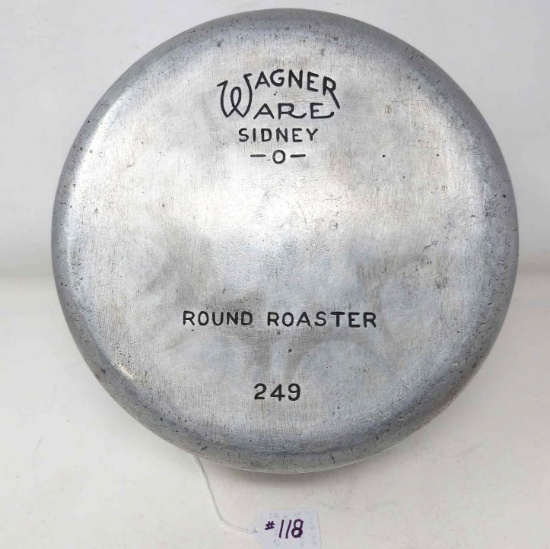 WAGNER
WARE
SIDNEY
-O-
ROUND ROASTER
249
#118